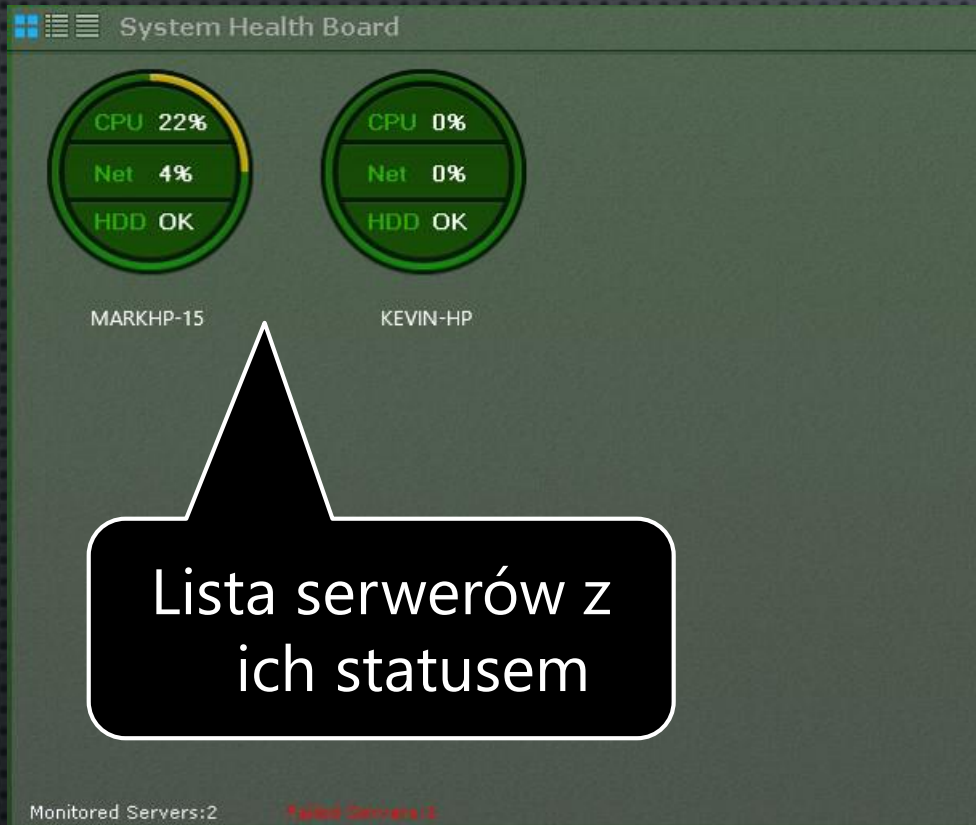 System Health Board
CPU 22%
Net 4%
HDD OK
MARKHP-15
CPU 0%
Net 0%
HDD OK
KEVIN-HP
Lista serwerów z
ich statusem
Monitored Servers:2